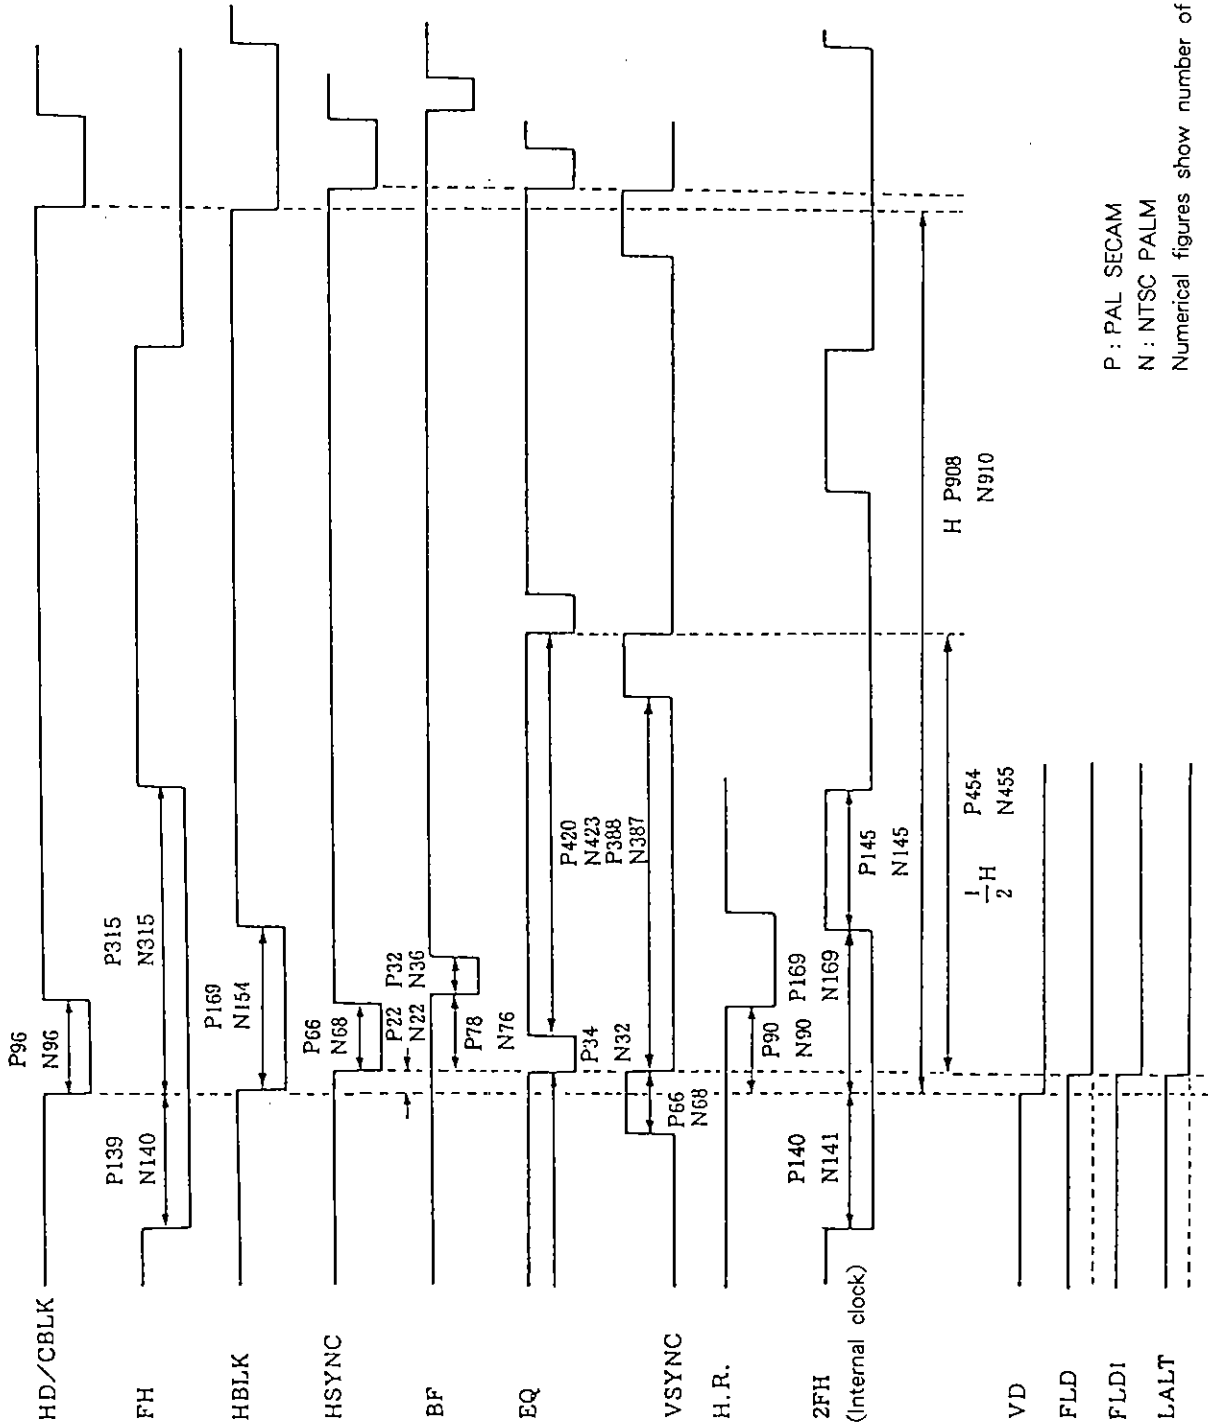 HD/CBLK
P96
N96
FH
P139
N140
P315
N315
HBLK
P169
N154
HSYNC
P66
N68
P22
N22
BF
P32
N36
P78
N76
EQ
P34
N32
P420
N423
P388
N387
VSYNC
P66
N68
H.R.
P90
N90
2FH
(Internal clock)
P140
N141
P169
N169
P145
N145
H P908
N910
1/2 H
P454
N455
VD
FLD
FLDI
LALT
P : PAL SECAM
N : NTSC PALM
Numerical figures show number of